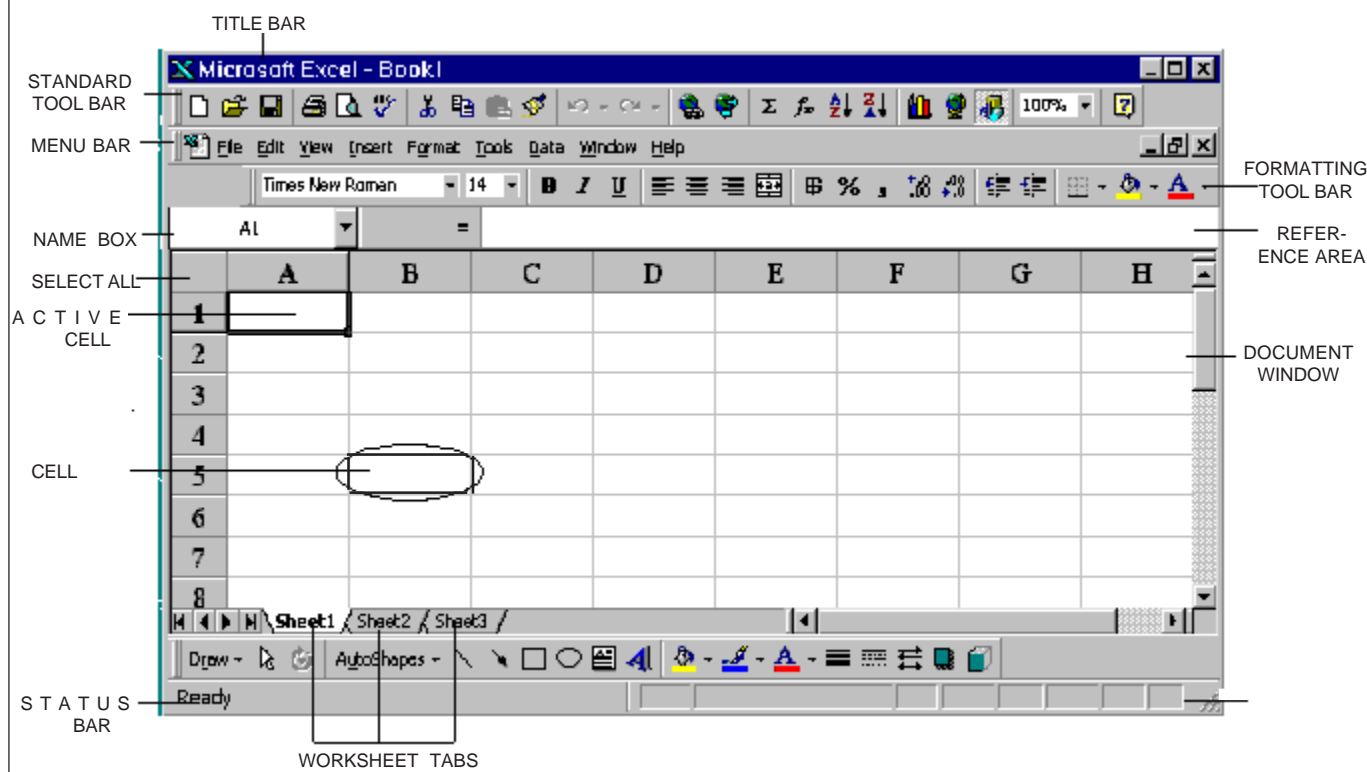 TITLE BAR
Microsoft Excel - Book1
STANDARD
TOOL BAR
100%
MENU BAR
File Edit View Insert Format Tools Data Window Help
Times New Roman 14 B I U
FORMATTING
TOOL BAR
NAME BOX
A1 =
REFER-
ENCE AREA
SELECT ALL
A B C D E F G H
ACTIVE
CELL
1
2
DOCUMENT
WINDOW
3
4
CELL
5
6
7
8
Sheet1 Sheet2 Sheet3
Draw AutoShapes
STATUS
BAR
Ready
WORKSHEET TABS